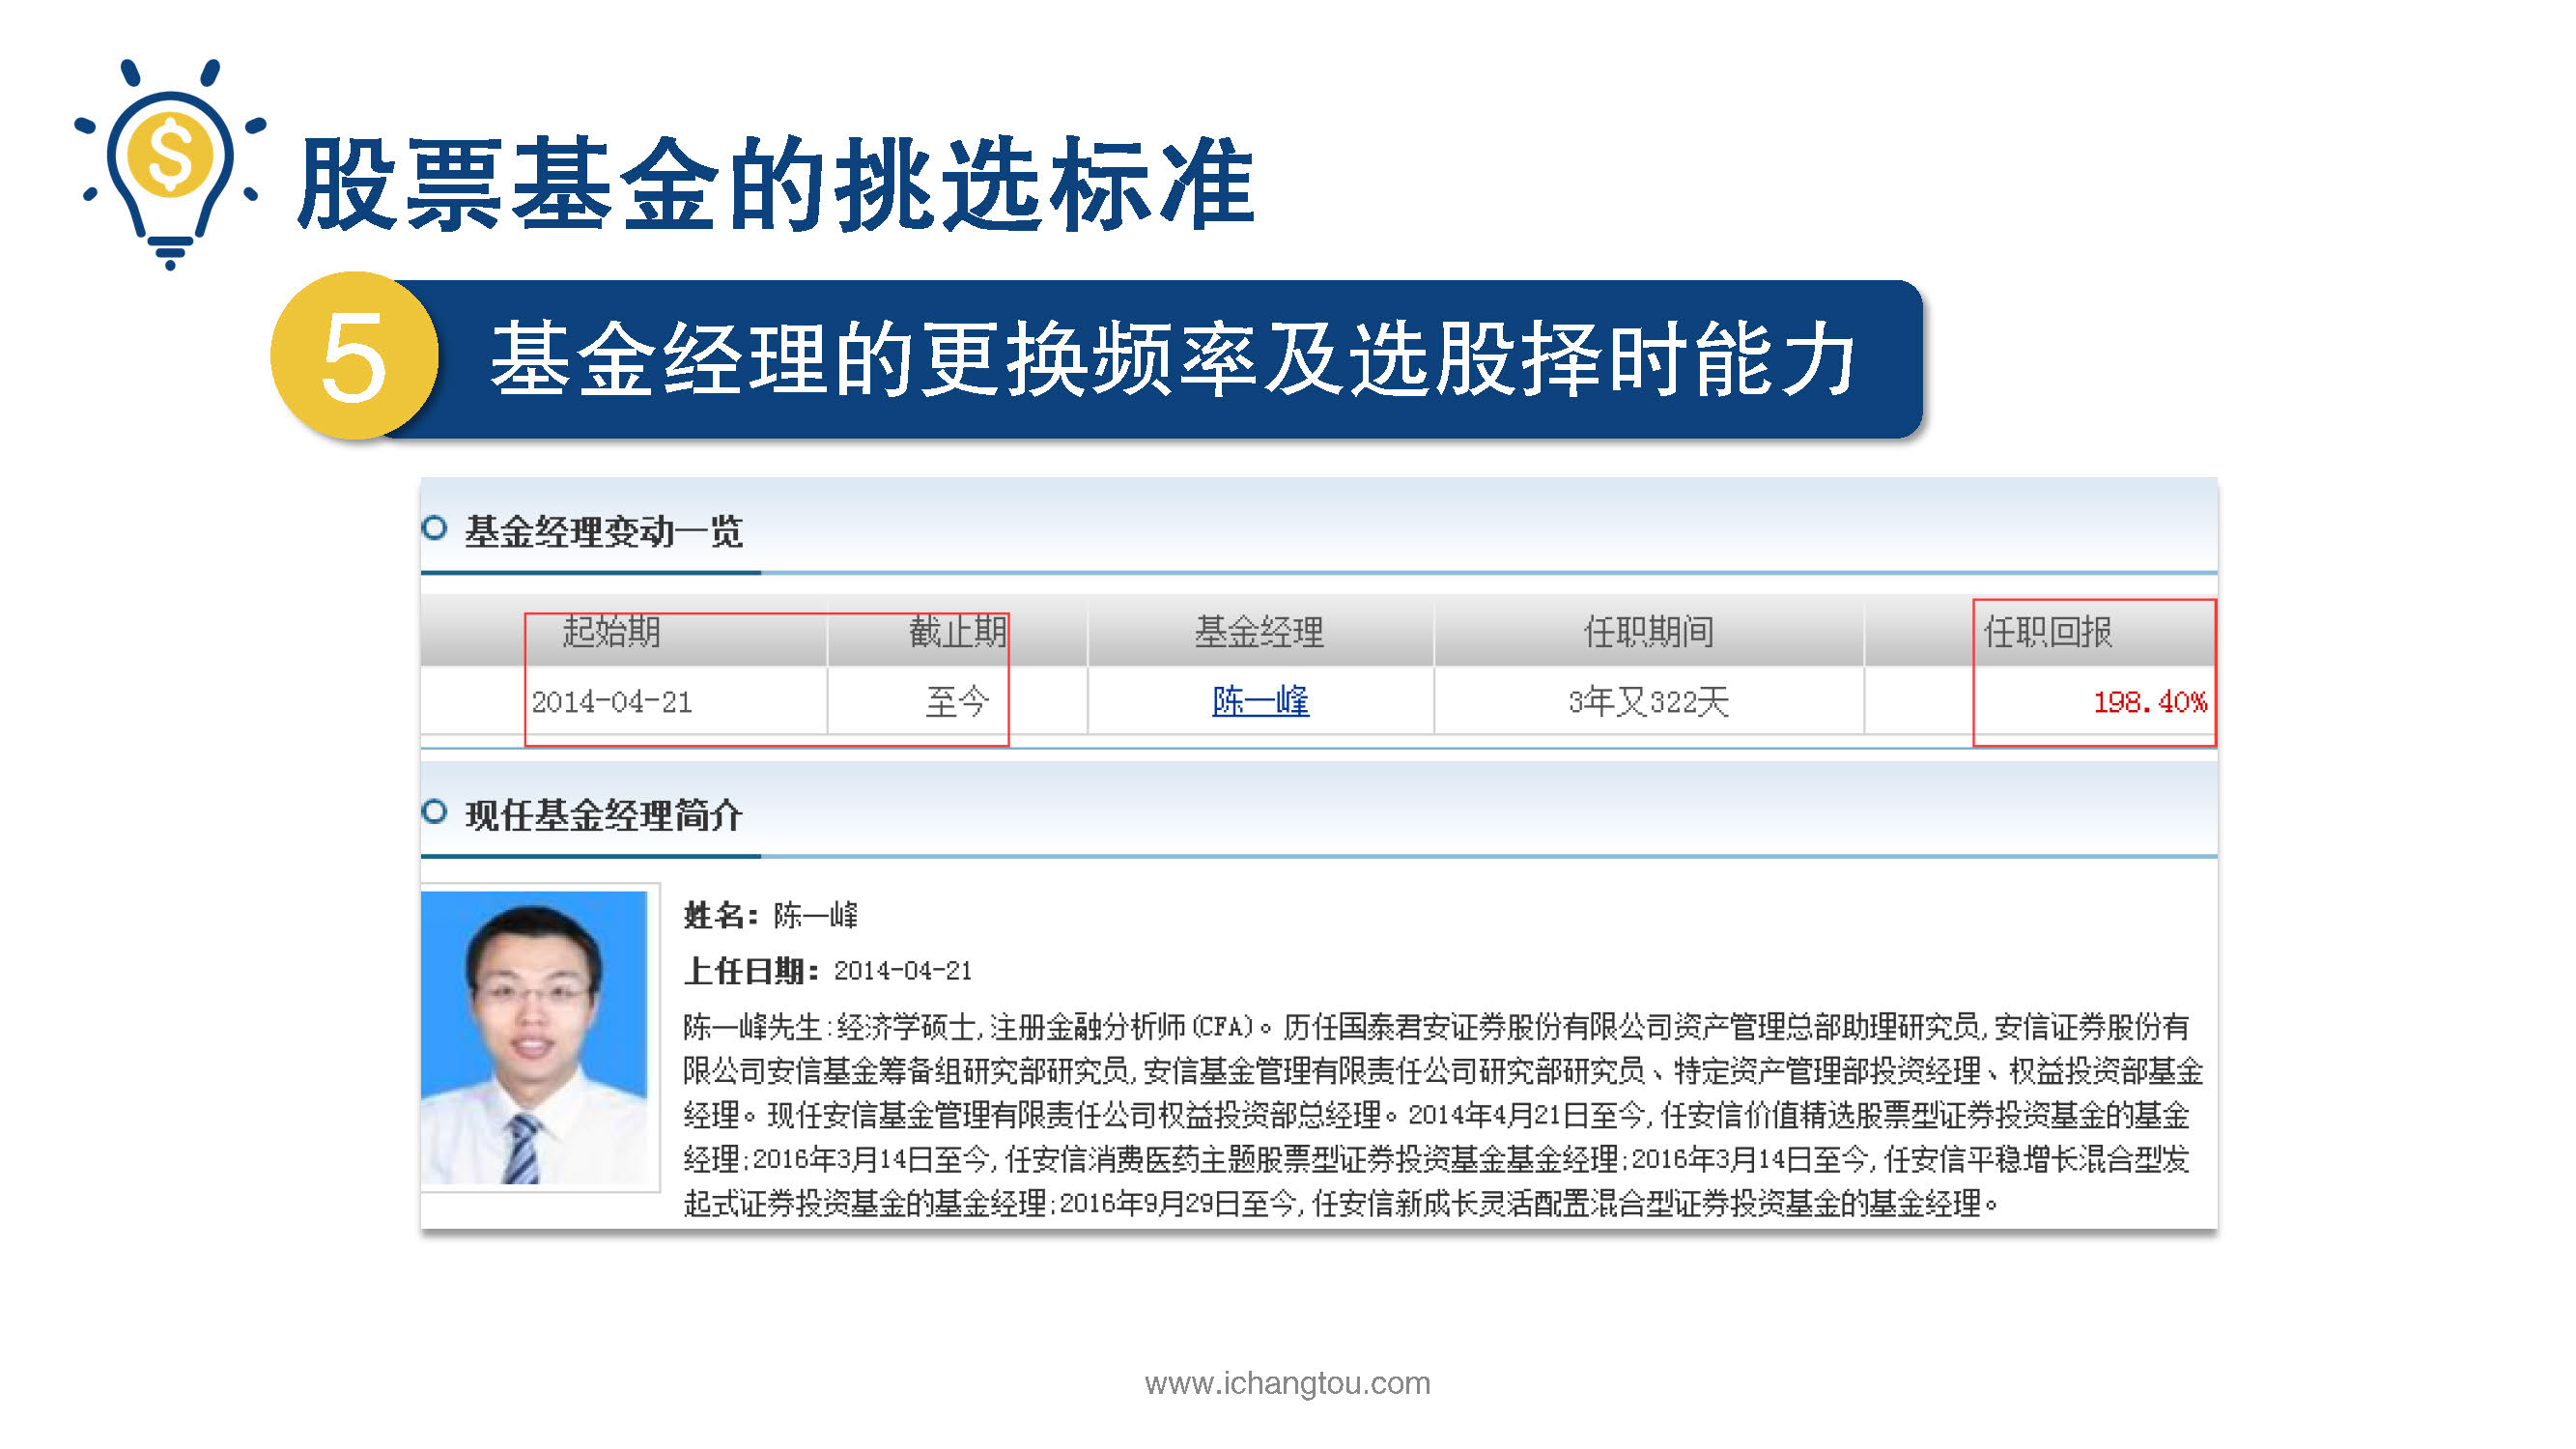 股票基金的挑选标准
5 基金经理的更换频率及选股择时能力
基金经理变动一览
起始期 截止期 基金经理 任职期间 任职回报
2014-04-21 至今 陈一峰 3年又322天 198.40%
现任基金经理简介
姓名：陈一峰
上任日期：2014-04-21
陈一峰先生:经济学硕士,注册金融分析师(CFA)。历任国泰君安证券股份有限公司资产管理总部助理研究员,安信证券股份有
限公司安信基金筹备组研究部研究员,安信基金管理有限责任公司研究部研究员、特定资产管理部投资经理、权益投资部基金
经理。现任安信基金管理有限责任公司权益投资部总经理。2014年4月21日至今,任安信价值精选股票型证券投资基金的基金
经理;2016年3月14日至今,任安信消费医药主题股票型证券投资基金基金经理;2016年3月14日至今,任安信平稳增长混合型发
起式证券投资基金的基金经理;2016年9月29日至今,任安信新成长灵活配置混合型证券投资基金的基金经理。
www.ichangtou.com